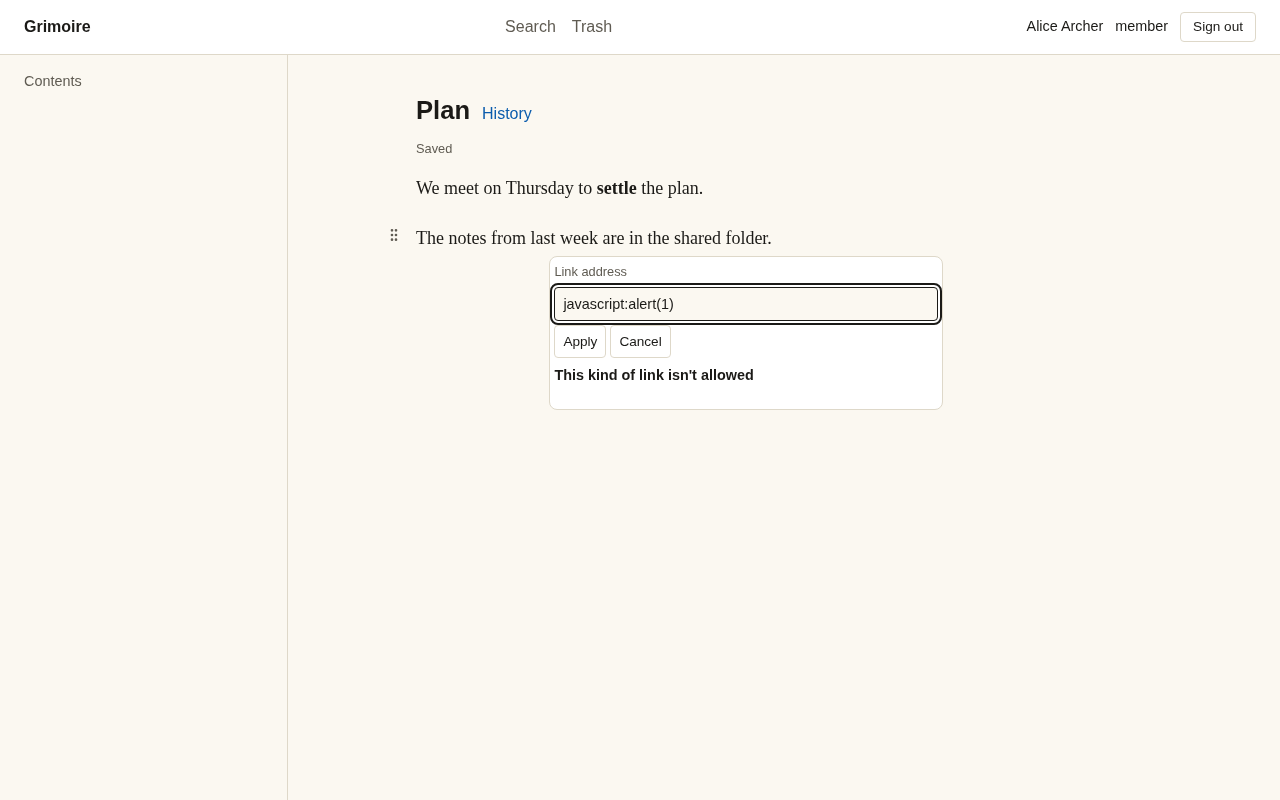 Grimoire
Search Trash
Alice Archer member Sign out
Contents
Plan History
Saved
We meet on Thursday to settle the plan.
The notes from last week are in the shared folder.
Link address
javascript:alert(1)
Apply Cancel
This kind of link isn't allowed